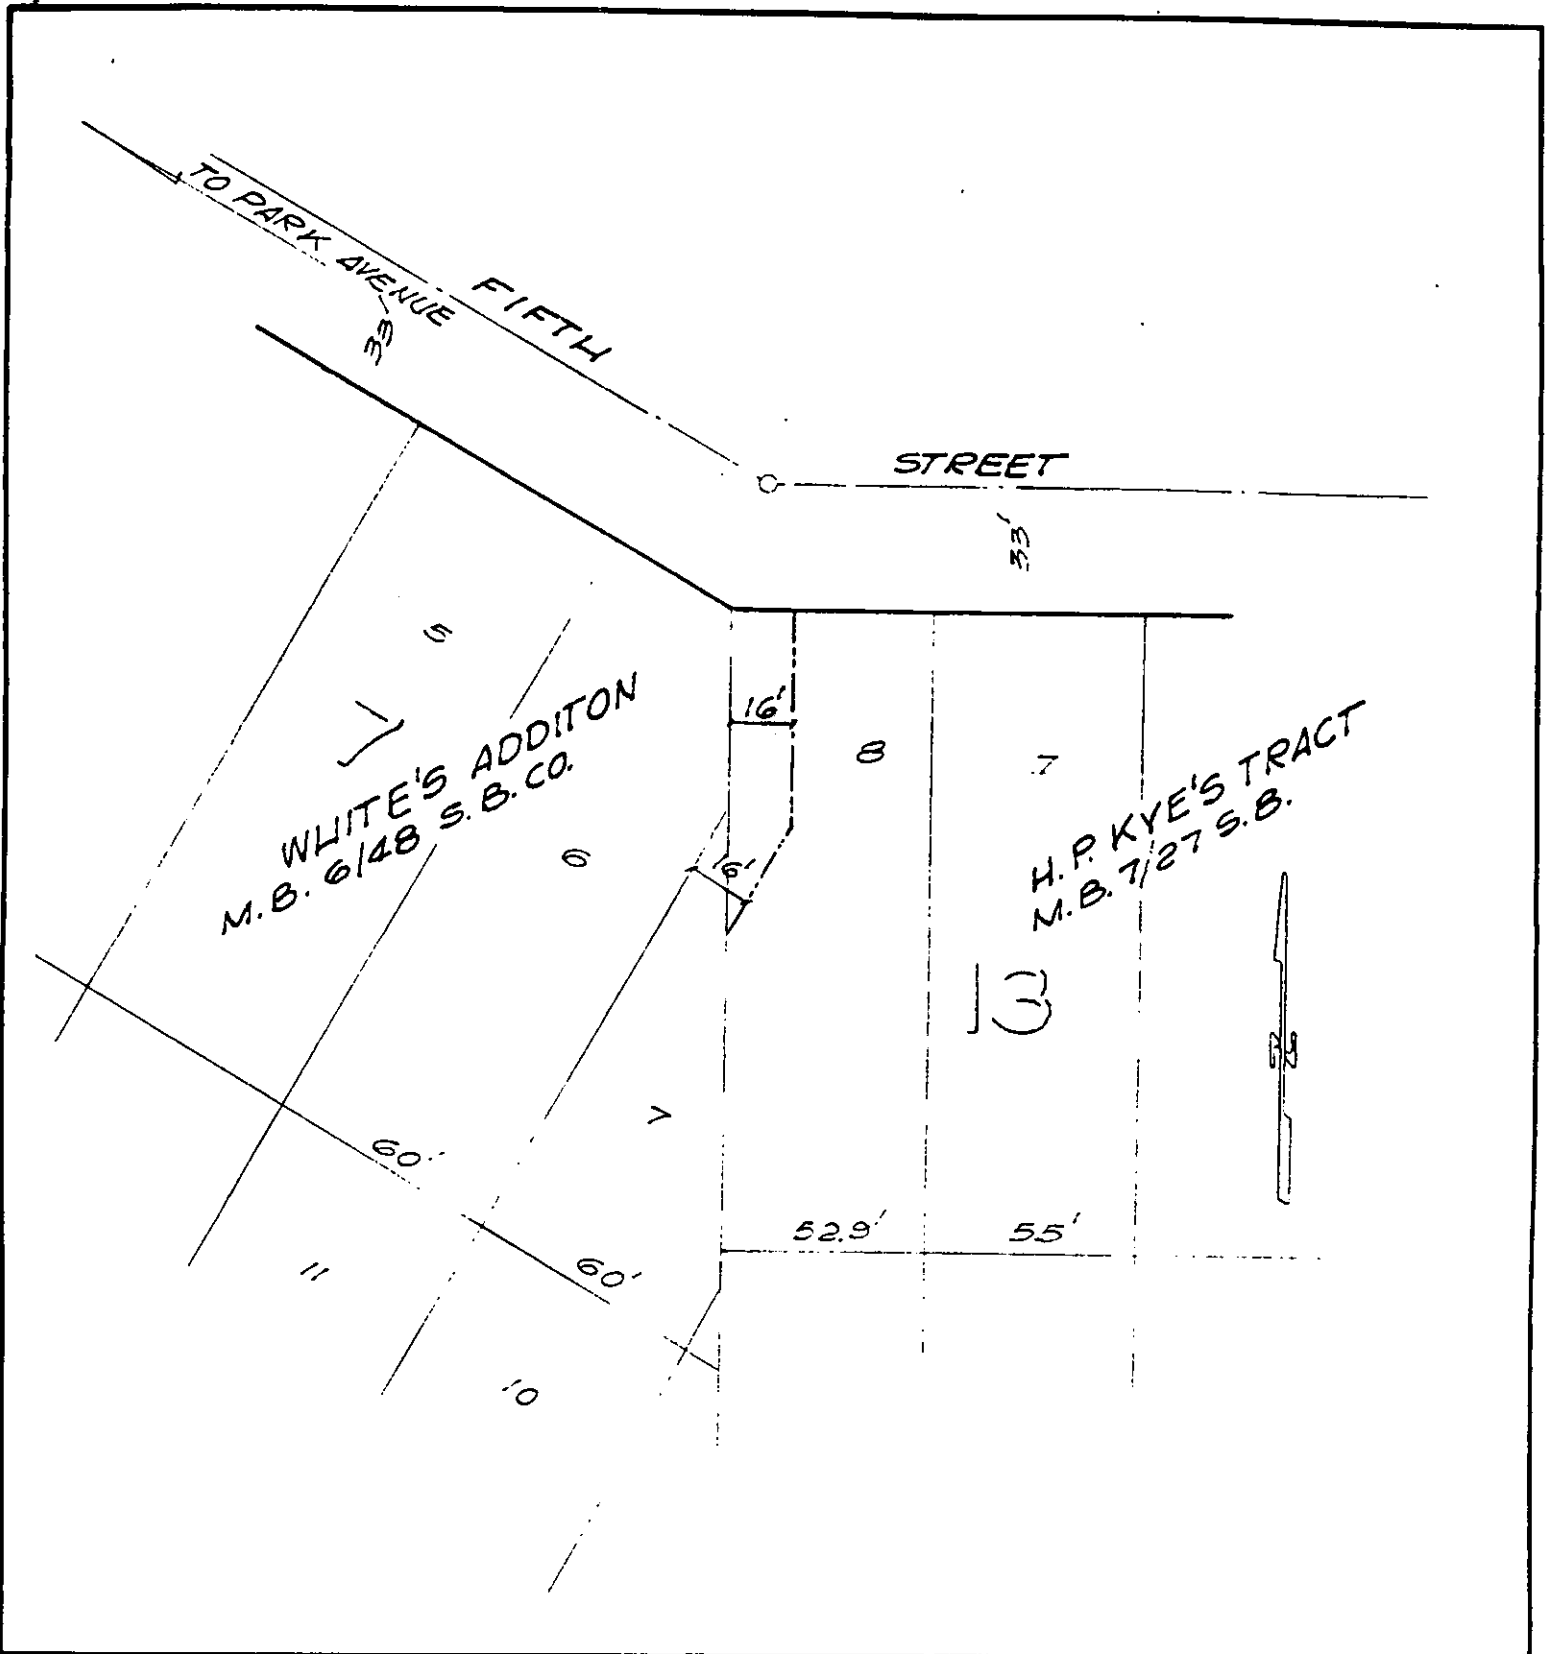 TO PARK AVENUE
33'
FIFTH
STREET
33'
5
16'
8
7
WHITE'S ADDITON
M.B. 6/48 S.B. CO.
6
16'
H.P. KYE'S TRACT
M.B. 7/27 S.B.
13
7
60'
52.9'
55'
11
60'
10